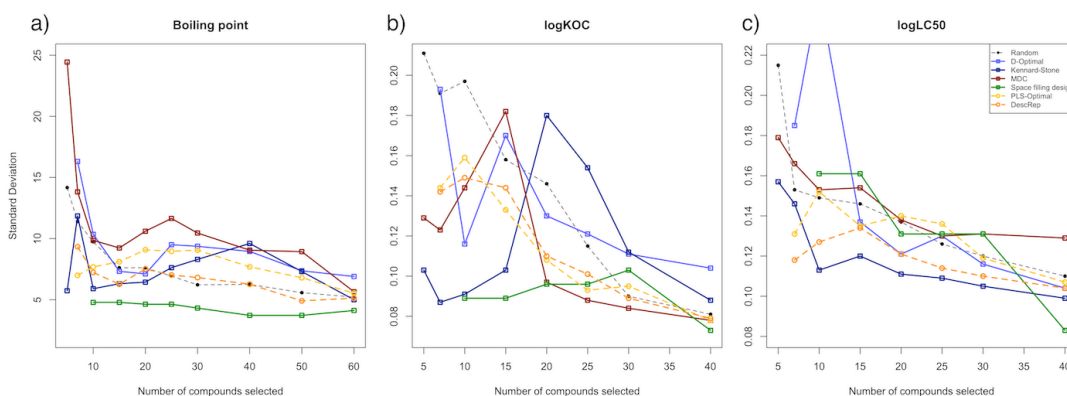 a) Boiling point
b) logKOC
c) logLC50
Standard Deviation
25
20
15
10
5
10 20 30 40 50 60
Number of compounds selected
0.20
0.18
0.16
0.14
0.12
0.10
0.08
5 10 15 20 25 30 35 40
Number of compounds selected
0.22
0.20
0.18
0.16
0.14
0.12
0.10
0.08
5 10 15 20 25 30 35 40
Number of compounds selected
Random
D-Optimal
Kennard-Stone
MDC
Space filling design
PLS-Optimal
DescRep